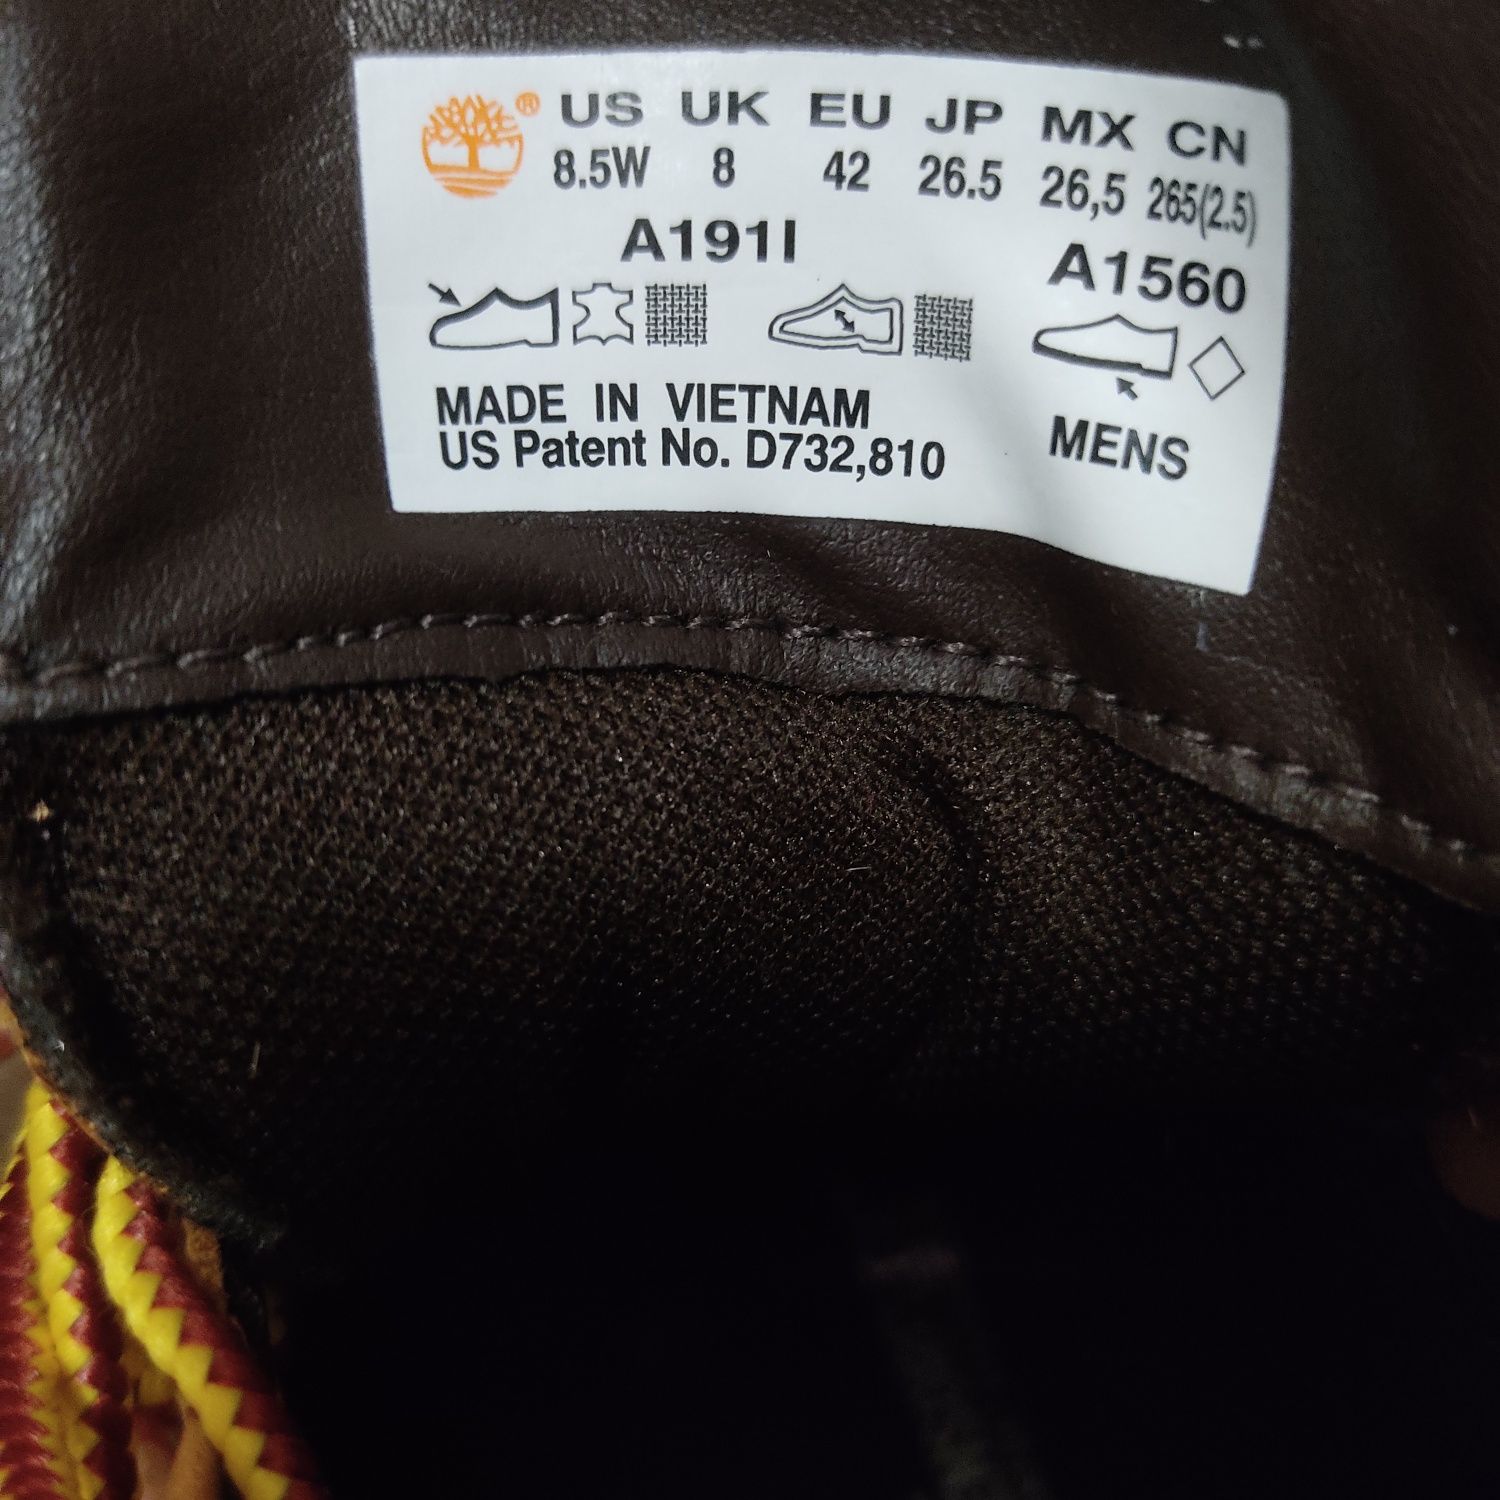 ® US UK EU JP MX CN
8.5W 8 42 26.5 26,5 265(2.5)
A191I
A1560
MADE IN VIETNAM
US Patent No. D732,810
MENS